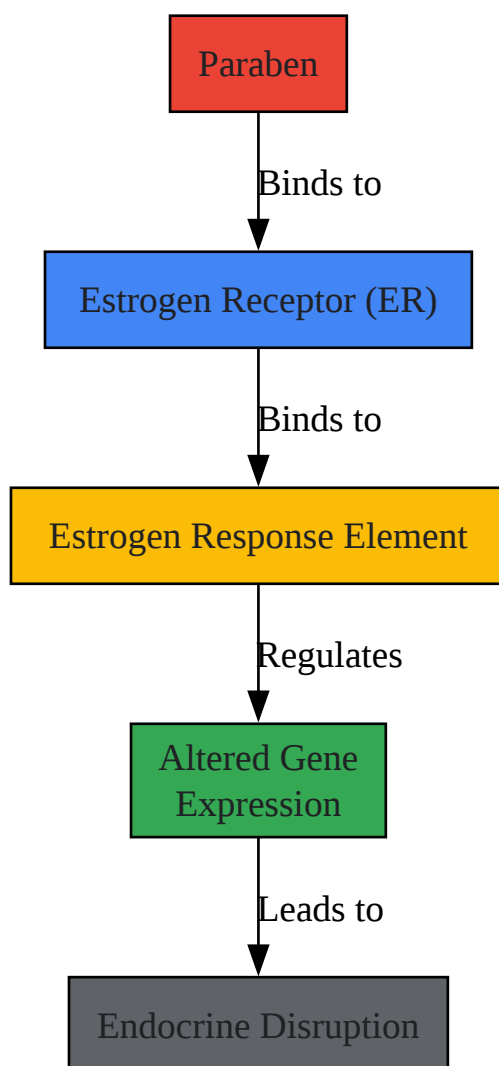 Paraben
Binds to
Estrogen Receptor (ER)
Binds to
Estrogen Response Element
Regulates
Altered Gene
Expression
Leads to
Endocrine Disruption